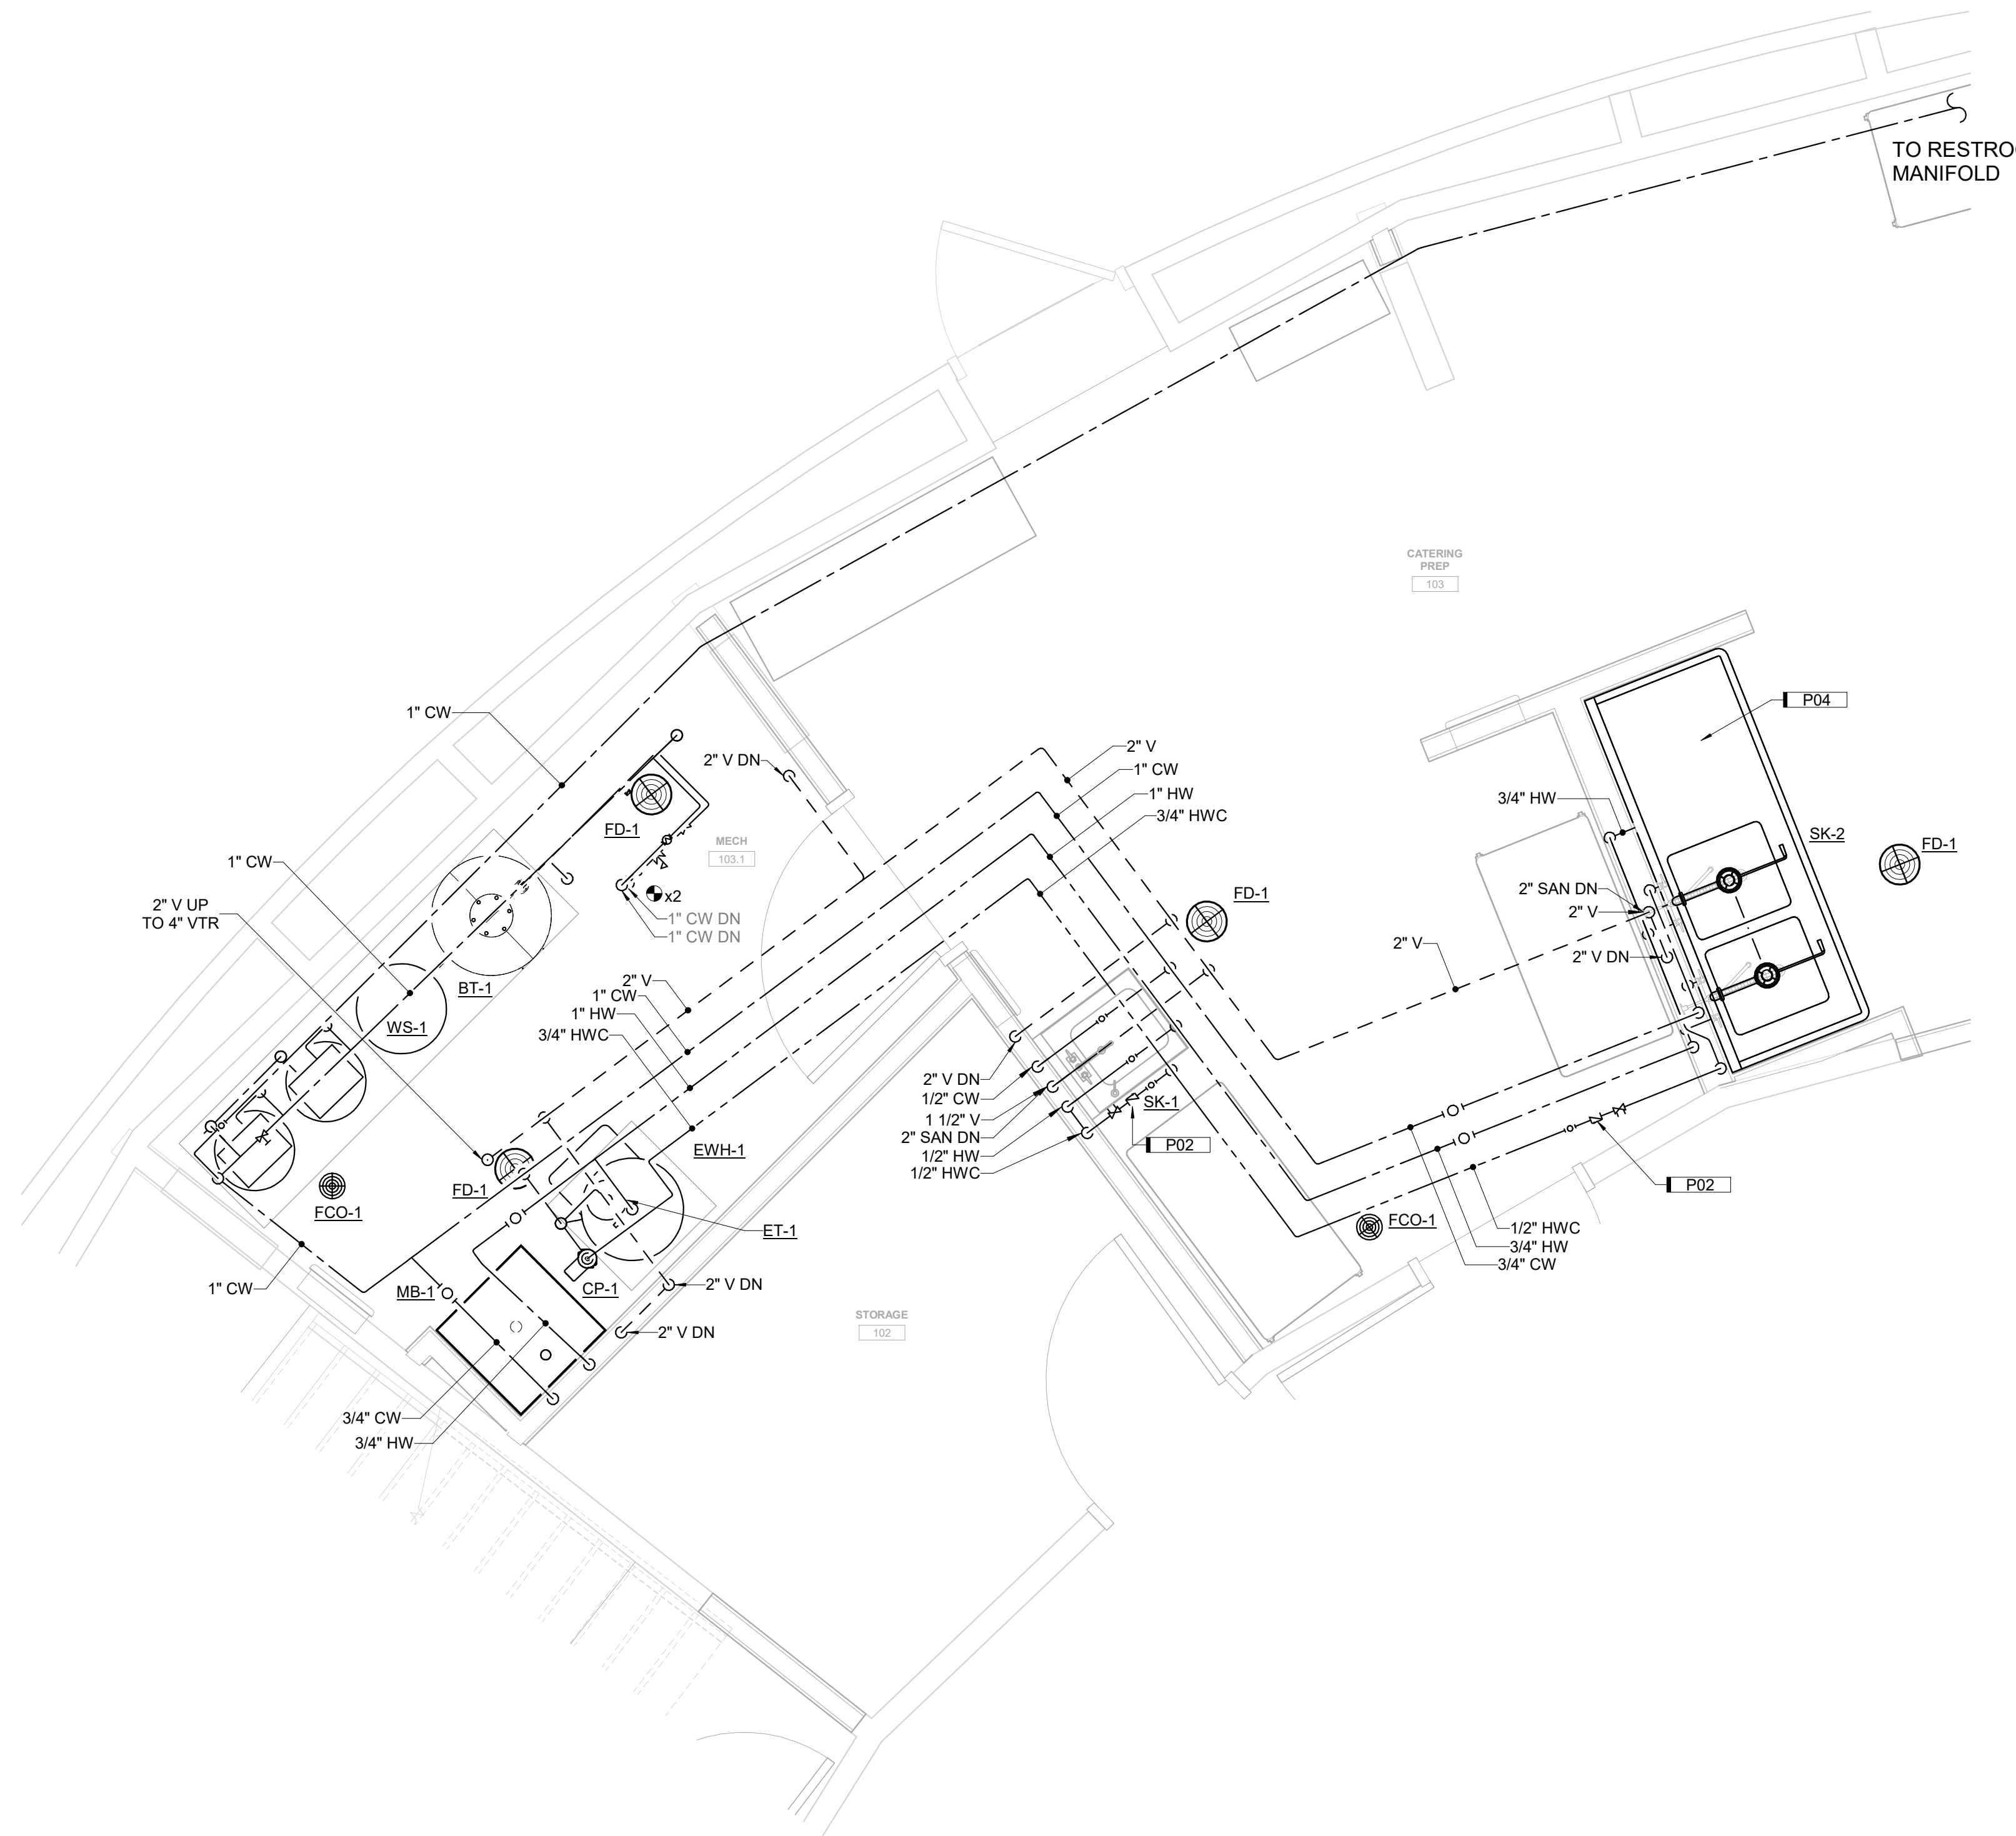 TO RESTRO
MANIFOLD
CATERING
PREP
103
P04
1" CW
2" V DN
2" V
1" CW
1" HW
3/4" HWC
3/4" HW
SK-2
FD-1
FD-1
MECH
103.1
1" CW
2" V UP
TO 4" VTR
x2
1" CW DN
1" CW DN
FD-1
2" SAN DN
2" V
2" V DN
2" V
BT-1
WS-1
2" V
1" CW
1" HW
3/4" HWC
2" V DN
1/2" CW
1 1/2" V
2" SAN DN
1/2" HW
1/2" HWC
SK-1
P02
EWH-1
FD-1
FCO-1
ET-1
P02
FCO-1
1/2" HWC
3/4" HW
3/4" CW
1" CW
MB-1
CP-1
2" V DN
2" V DN
STORAGE
102
3/4" CW
3/4" HW